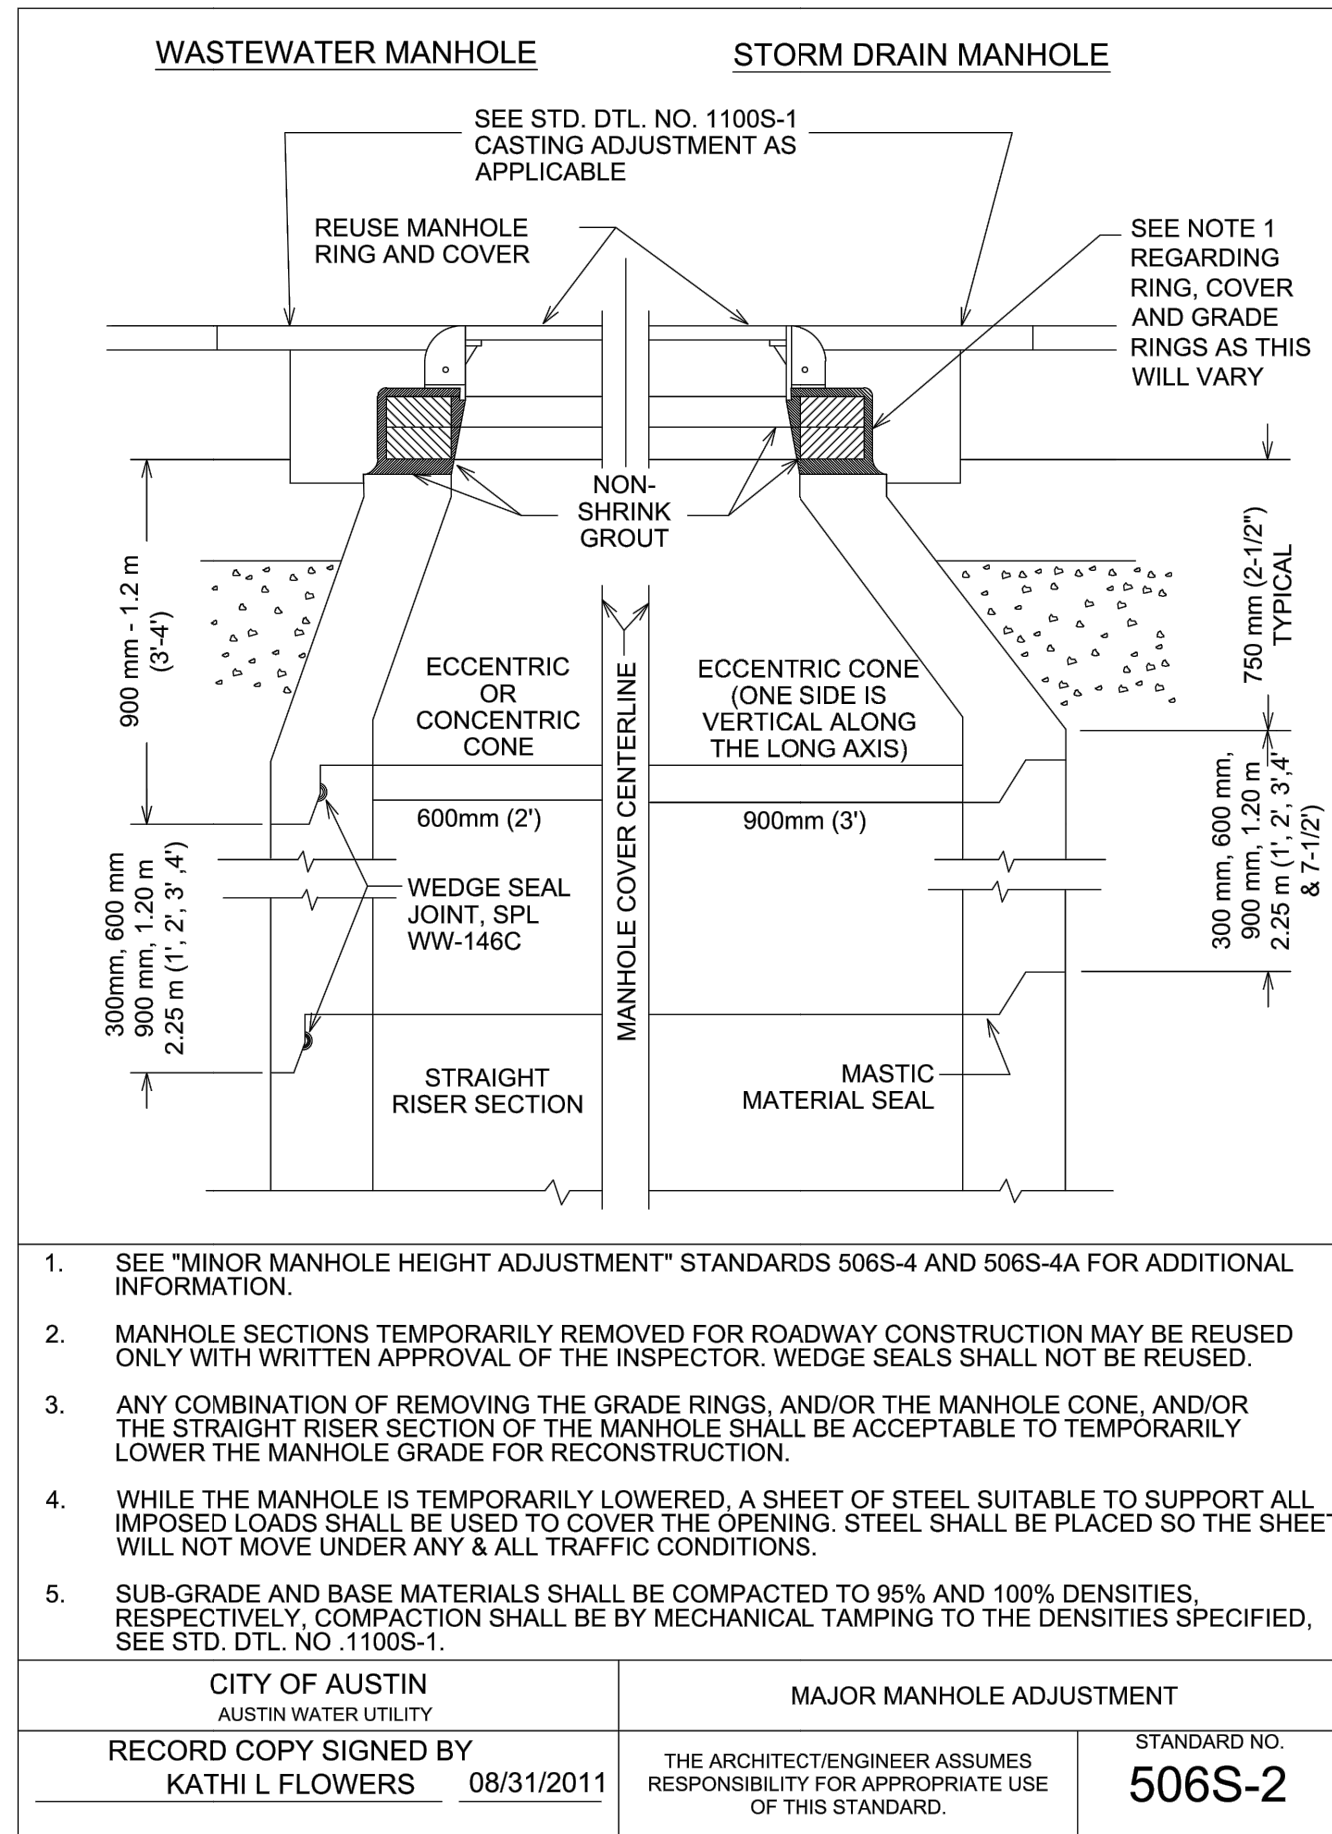 WASTEWATER MANHOLE
STORM DRAIN MANHOLE
SEE STD. DTL. NO. 1100S-1
CASTING ADJUSTMENT AS
APPLICABLE
REUSE MANHOLE
RING AND COVER
SEE NOTE 1
REGARDING
RING, COVER
AND GRADE
RINGS AS THIS
WILL VARY
NON-
SHRINK
GROUT
900 mm - 1.2 m
(3'-4')
750 mm (2-1/2")
TYPICAL
ECCENTRIC
OR
CONCENTRIC
CONE
ECCENTRIC CONE
(ONE SIDE IS
VERTICAL ALONG
THE LONG AXIS)
MANHOLE COVER CENTERLINE
600mm (2')
900mm (3')
300mm, 600 mm
900 mm, 1.20 m
2.25 m (1', 2', 3' ,4')
300 mm, 600 mm,
900 mm, 1.20 m
2.25 m (1', 2', 3',4'
& 7-1/2')
WEDGE SEAL
JOINT, SPL
WW-146C
STRAIGHT
RISER SECTION
MASTIC
MATERIAL SEAL
1. SEE "MINOR MANHOLE HEIGHT ADJUSTMENT" STANDARDS 506S-4 AND 506S-4A FOR ADDITIONAL
INFORMATION.
2. MANHOLE SECTIONS TEMPORARILY REMOVED FOR ROADWAY CONSTRUCTION MAY BE REUSED
ONLY WITH WRITTEN APPROVAL OF THE INSPECTOR. WEDGE SEALS SHALL NOT BE REUSED.
3. ANY COMBINATION OF REMOVING THE GRADE RINGS, AND/OR THE MANHOLE CONE, AND/OR
THE STRAIGHT RISER SECTION OF THE MANHOLE SHALL BE ACCEPTABLE TO TEMPORARILY
LOWER THE MANHOLE GRADE FOR RECONSTRUCTION.
4. WHILE THE MANHOLE IS TEMPORARILY LOWERED, A SHEET OF STEEL SUITABLE TO SUPPORT ALL
IMPOSED LOADS SHALL BE USED TO COVER THE OPENING. STEEL SHALL BE PLACED SO THE SHEET
WILL NOT MOVE UNDER ANY & ALL TRAFFIC CONDITIONS.
5. SUB-GRADE AND BASE MATERIALS SHALL BE COMPACTED TO 95% AND 100% DENSITIES,
RESPECTIVELY, COMPACTION SHALL BE BY MECHANICAL TAMPING TO THE DENSITIES SPECIFIED,
SEE STD. DTL. NO .1100S-1.
CITY OF AUSTIN
AUSTIN WATER UTILITY
MAJOR MANHOLE ADJUSTMENT
RECORD COPY SIGNED BY
KATHI L FLOWERS 08/31/2011
THE ARCHITECT/ENGINEER ASSUMES
RESPONSIBILITY FOR APPROPRIATE USE
OF THIS STANDARD.
STANDARD NO.
506S-2